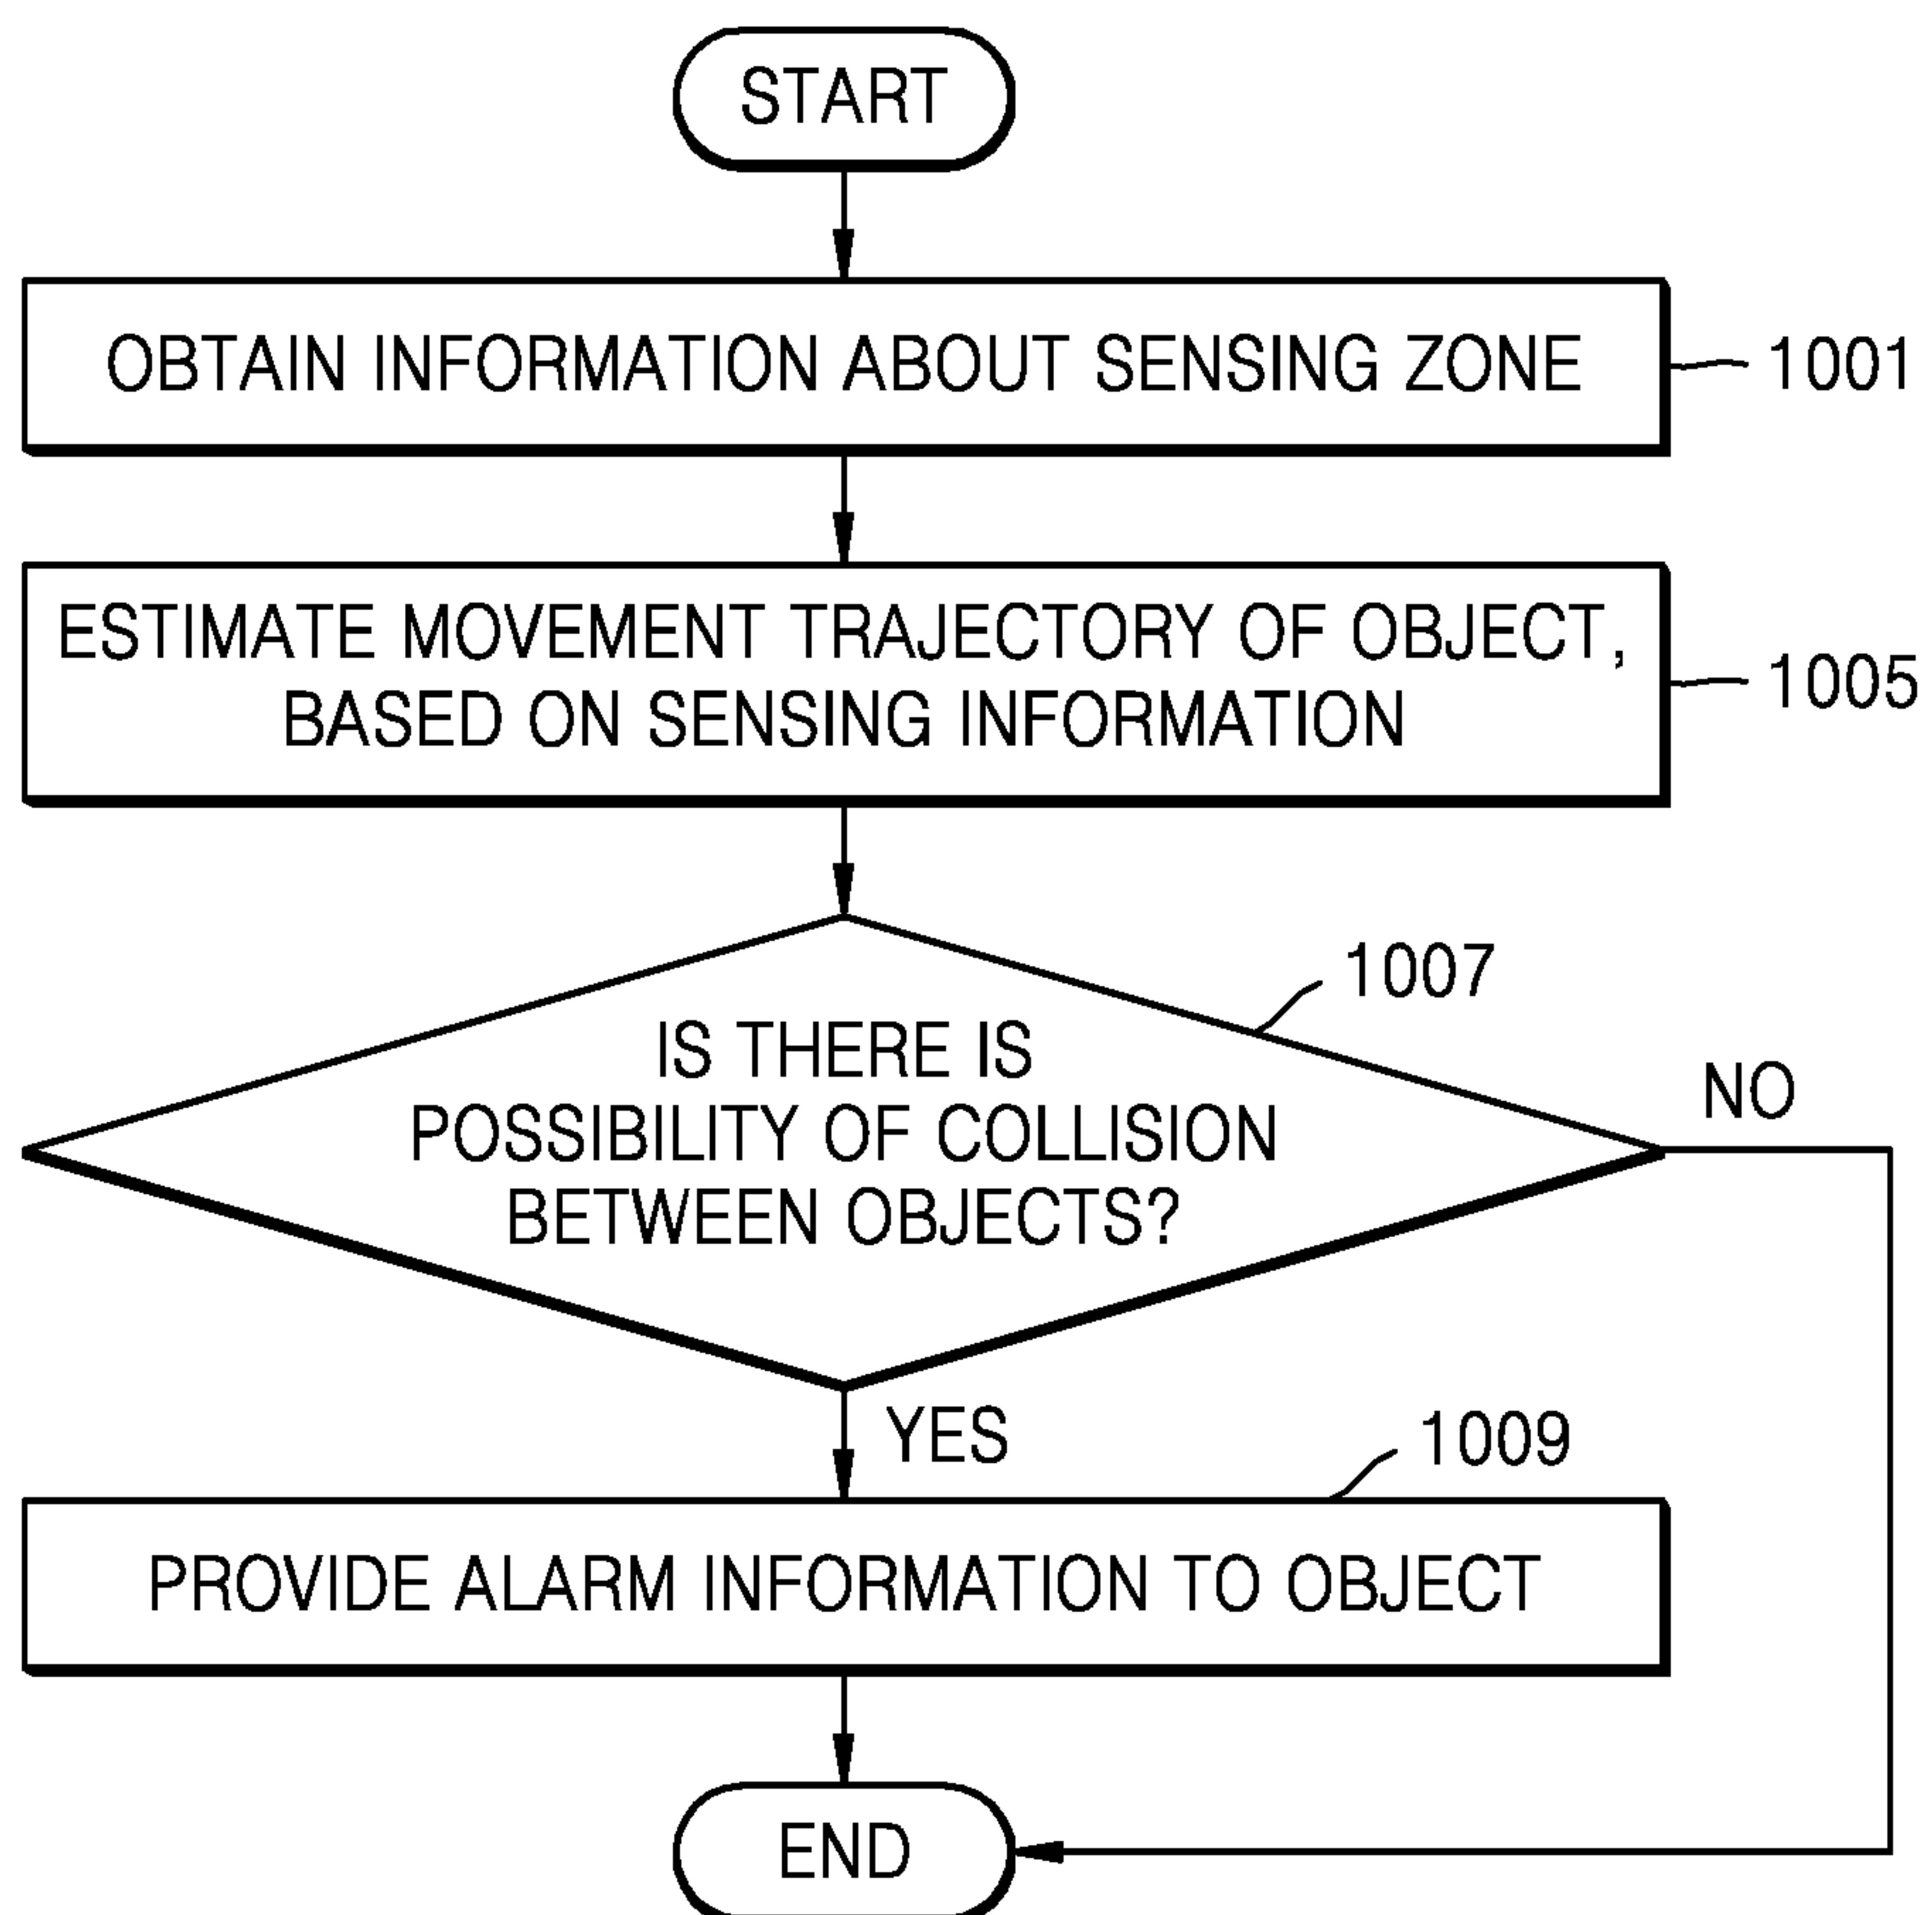 START
OBTAIN INFORMATION ABOUT SENSING ZONE
1001
ESTIMATE MOVEMENT TRAJECTORY OF OBJECT,
BASED ON SENSING INFORMATION
1005
1007
IS THERE IS
POSSIBILITY OF COLLISION
BETWEEN OBJECTS?
NO
YES
1009
PROVIDE ALARM INFORMATION TO OBJECT
END